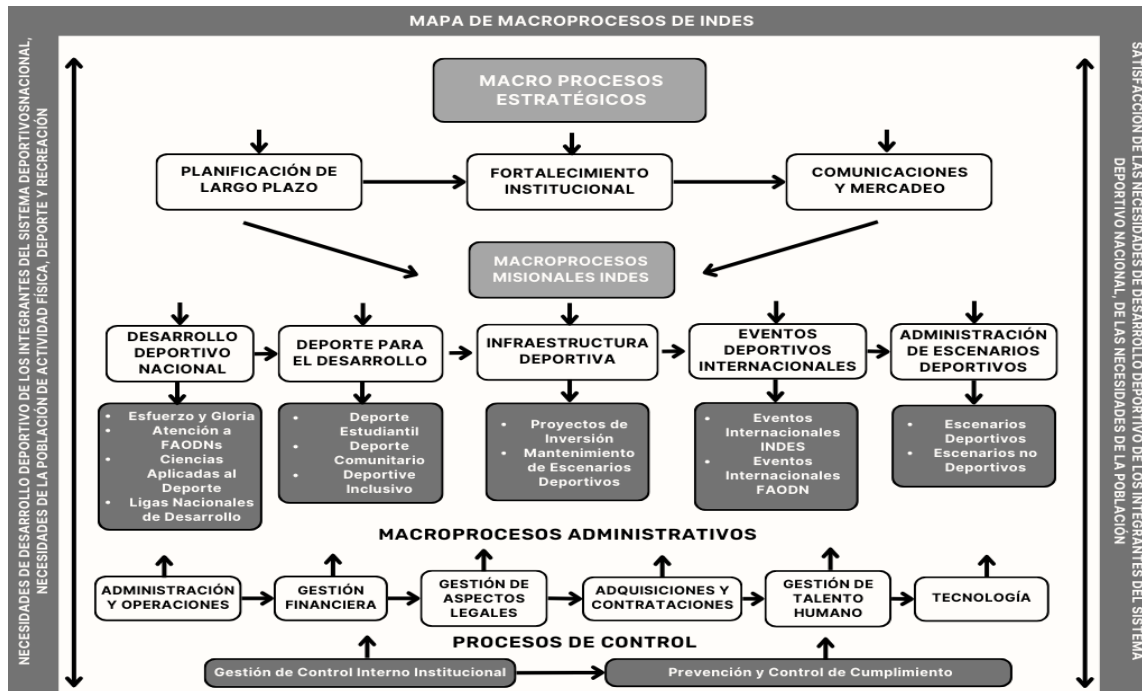 MAPA DE MACROPROCESOS DE INDES
NECESIDADES DE DESARROLLO DEPORTIVO DE LOS INTEGRANTES DEL SISTEMA DEPORTIVOSNACIONAL,
NECESIDADES DE LA POBLACIÓN DE ACTIVIDAD FÍSICA, DEPORTE Y RECREACIÓN
MACRO PROCESOS
ESTRATÉGICOS
PLANIFICACIÓN DE
LARGO PLAZO
FORTALECIMIENTO
INSTITUCIONAL
COMUNICACIONES
Y MERCADEO
MACROPROCESOS
MISIONALES INDES
DESARROLLO
DEPORTIVO
NACIONAL
DEPORTE PARA
EL DESARROLLO
INFRAESTRUCTURA
DEPORTIVA
EVENTOS
DEPORTIVOS
INTERNACIONALES
ADMINISTRACIÓN
DE ESCENARIOS
DEPORTIVOS
• Esfuerzo y Gloria
• Atención a
FAODNs
• Ciencias
Aplicadas al
Deporte
• Ligas Nacionales
de Desarrollo
• Deporte
Estudiantil
• Deporte
Comunitario
• Deportive
Inclusivo
• Proyectos de
Inversión
• Mantenimiento
de Escenarios
Deportivos
• Eventos
Internacionales
INDES
• Eventos
Internacionales
FAODN
• Escenarios
Deportivos
• Escenarios no
Deportivos
MACROPROCESOS ADMINISTRATIVOS
ADMINISTRACIÓN
Y OPERACIONES
GESTIÓN
FINANCIERA
GESTIÓN DE
ASPECTOS
LEGALES
ADQUISICIONES Y
CONTRATACIONES
GESTIÓN DE
TALENTO
HUMANO
TECNOLOGÍA
PROCESOS DE CONTROL
Gestión de Control Interno Institucional
Prevención y Control de Cumplimiento
SATISFACCIÓN DE LAS NECESIDADES DE DESARROLLO DEPORTIVO DE LOS INTEGRANTES DEL SISTEMA
DEPORTIVO NACIONAL, DE LAS NECESIDADES DE LA POBLACIÓN